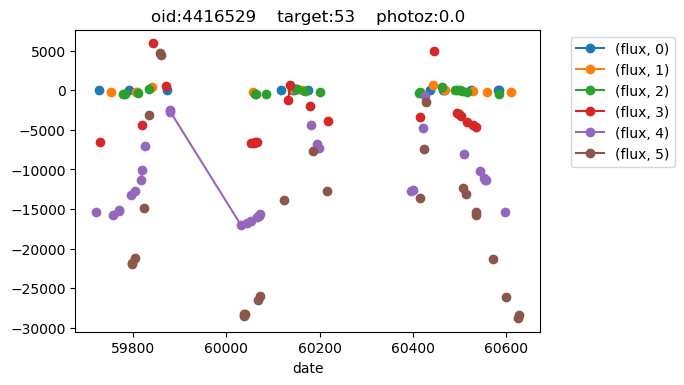 oid:4416529    target:53    photoz:0.0
5000
0
−5000
−10000
−15000
−20000
−25000
−30000
59800
60000
60200
60400
60600
date
(flux, 0)
(flux, 1)
(flux, 2)
(flux, 3)
(flux, 4)
(flux, 5)